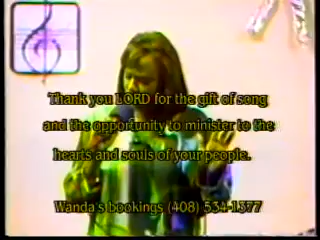 Thank you LORD for the gift of song
and the opportunity to minister to the
hearts and souls of your people.
Wanda's bookings (408) 534-1377